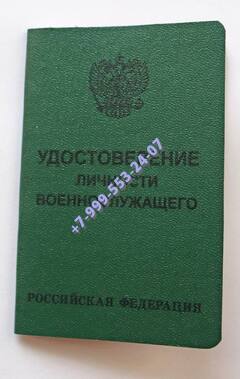 УДОСТОВЕРЕНИЕ
ЛИЧНОСТИ
ВОЕННОСЛУЖАЩЕГО
+7-999-553-24-07
РОССИЙСКАЯ ФЕДЕРАЦИЯ